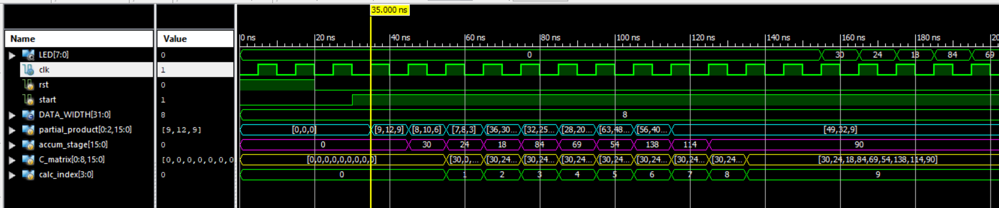 35.000 ns
Name Value 0 ns 20 ns 40 ns 60 ns 80 ns 100 ns 120 ns 140 ns 160 ns 180 ns 20
LED[7:0] 0 0 30 24 18 84 69
clk 1
rst 0
start 1
DATA_WIDTH[31:0] 8 8
partial_product[0:2,15:0] [9,12,9] [0,0,0] [9,12,9] [8,10,6] [7,8,3] [36,30... [32,25... [28,20... [63,48... [56,40... [49,32,9]
accum_stage[15:0] 0 0 30 24 18 84 69 54 138 114 90
C_matrix[0:8,15:0] [0,0,0,0,0,0,0 [0,0,0,0,0,0,0,0,0] [30,0,... [30,24... [30,24... [30,24... [30,24... [30,24... [30,24... [30,24... [30,24,18,84,69,54,138,114,90]
calc_index[3:0] 0 0 1 2 3 4 5 6 7 8 9